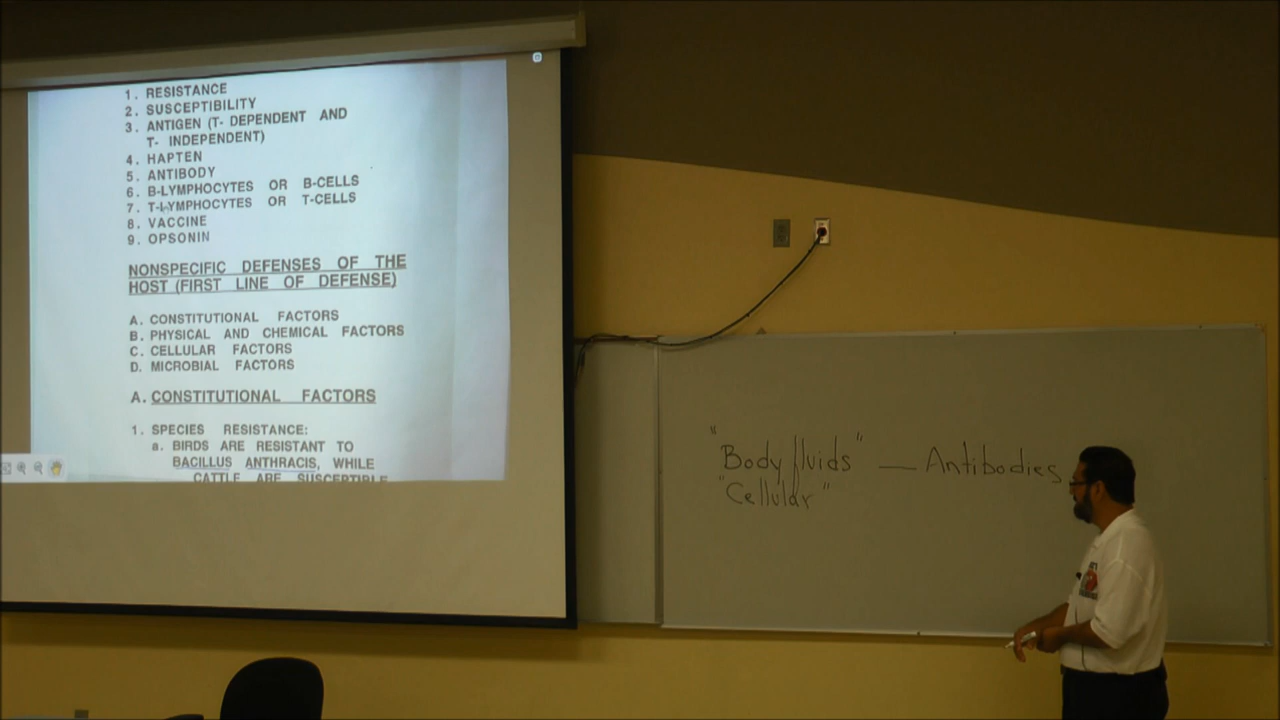 1. RESISTANCE
2. SUSCEPTIBILITY
3. ANTIGEN (T- DEPENDENT AND
T- INDEPENDENT)
4. HAPTEN
5. ANTIBODY
6. B-LYMPHOCYTES OR B-CELLS
7. T-LYMPHOCYTES OR T-CELLS
8. VACCINE
9. OPSONIN
NONSPECIFIC DEFENSES OF THE
HOST (FIRST LINE OF DEFENSE)
A. CONSTITUTIONAL FACTORS
B. PHYSICAL AND CHEMICAL FACTORS
C. CELLULAR FACTORS
D. MICROBIAL FACTORS
A. CONSTITUTIONAL FACTORS
1. SPECIES RESISTANCE:
a. BIRDS ARE RESISTANT TO
BACILLUS ANTHRACIS, WHILE
CATTLE ARE SUSCEPTIBLE
"Body fluids" — Antibodies
"Cellular"